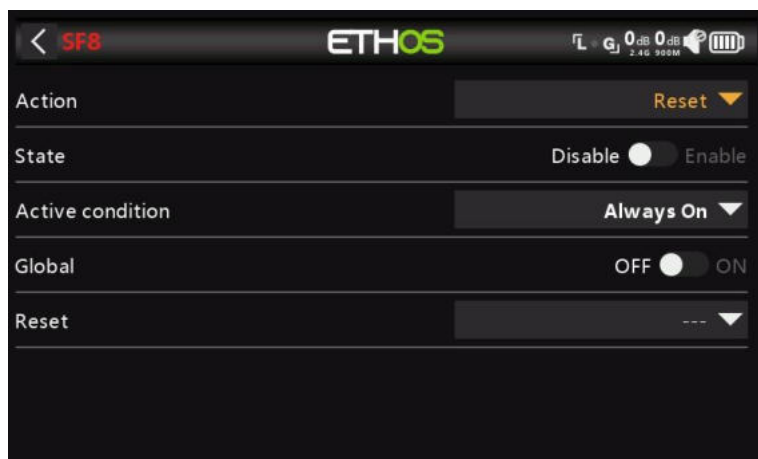 SF8 ETHOS L G 0dB 0dB
2.4G 900M
Action Reset
State Disable Enable
Active condition Always On
Global OFF ON
Reset ---